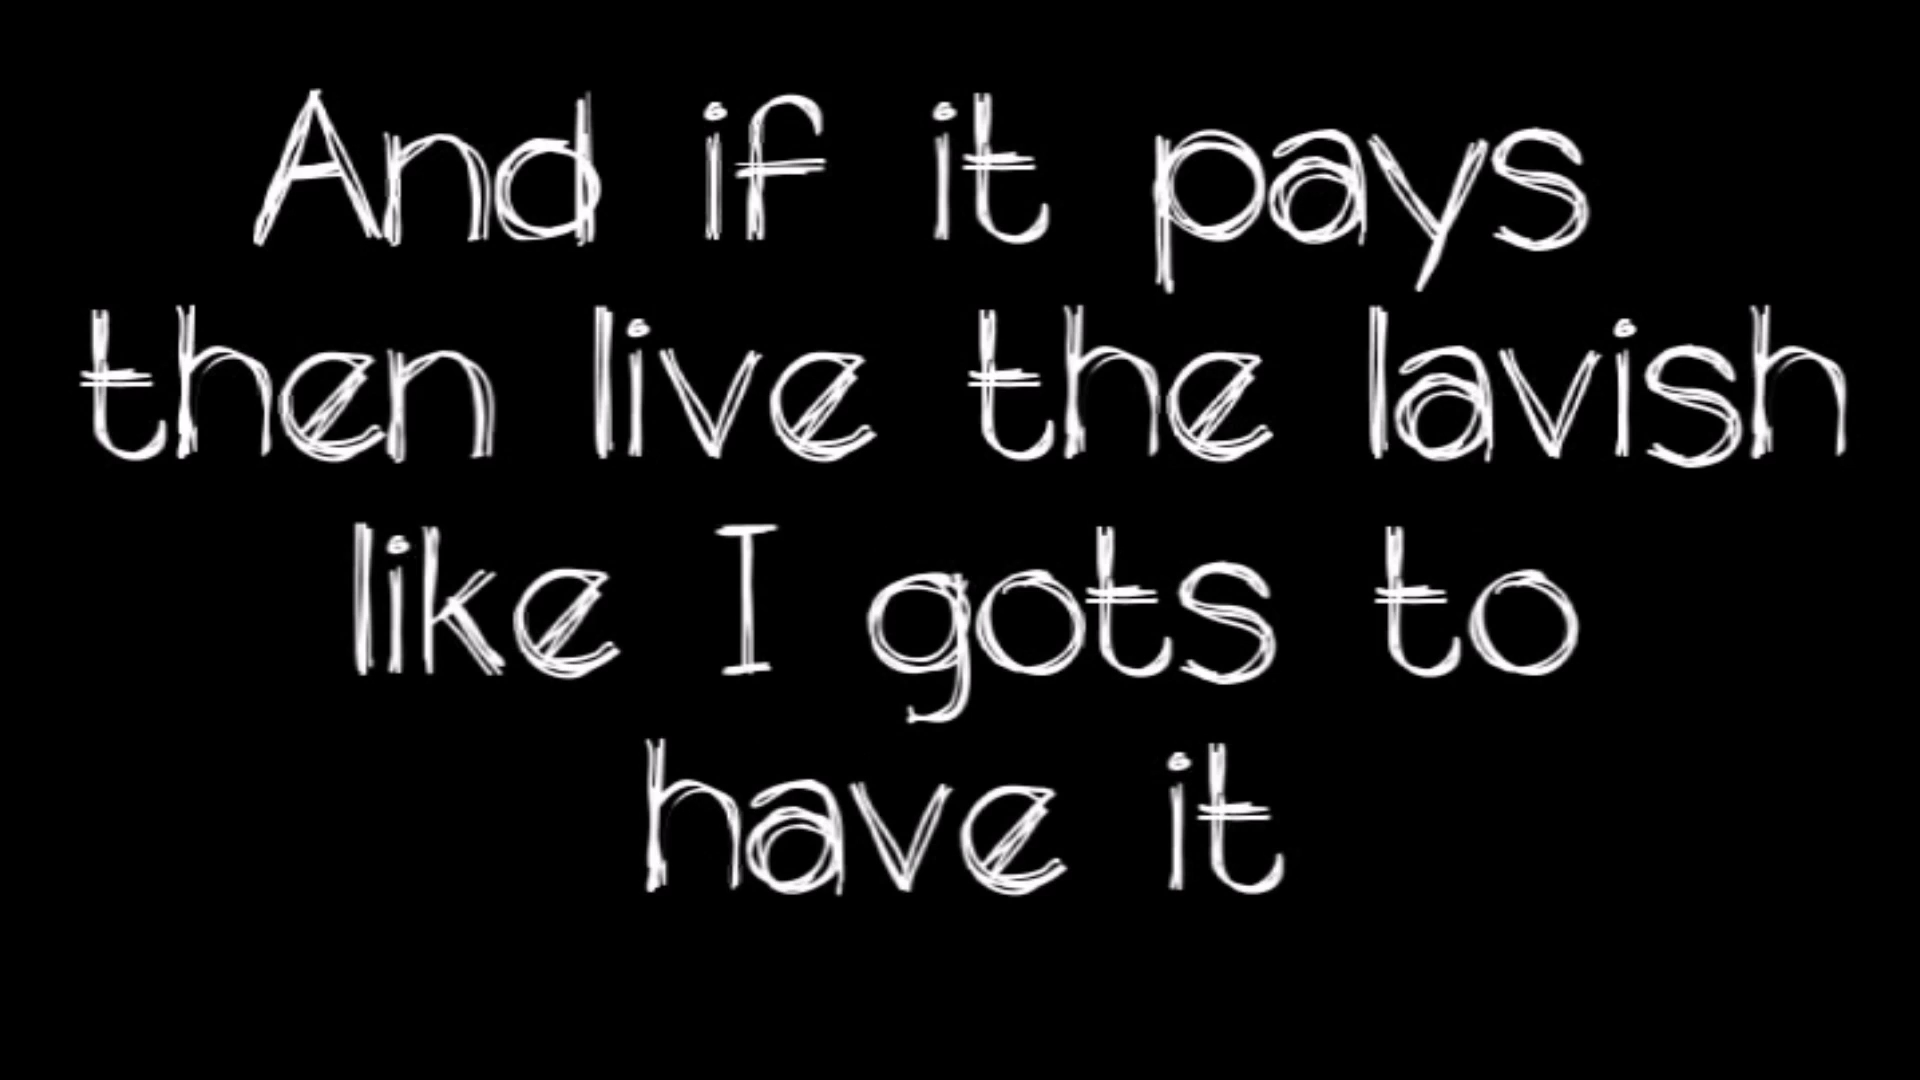 And if it pays
then live the lavish
like I gots to
have it